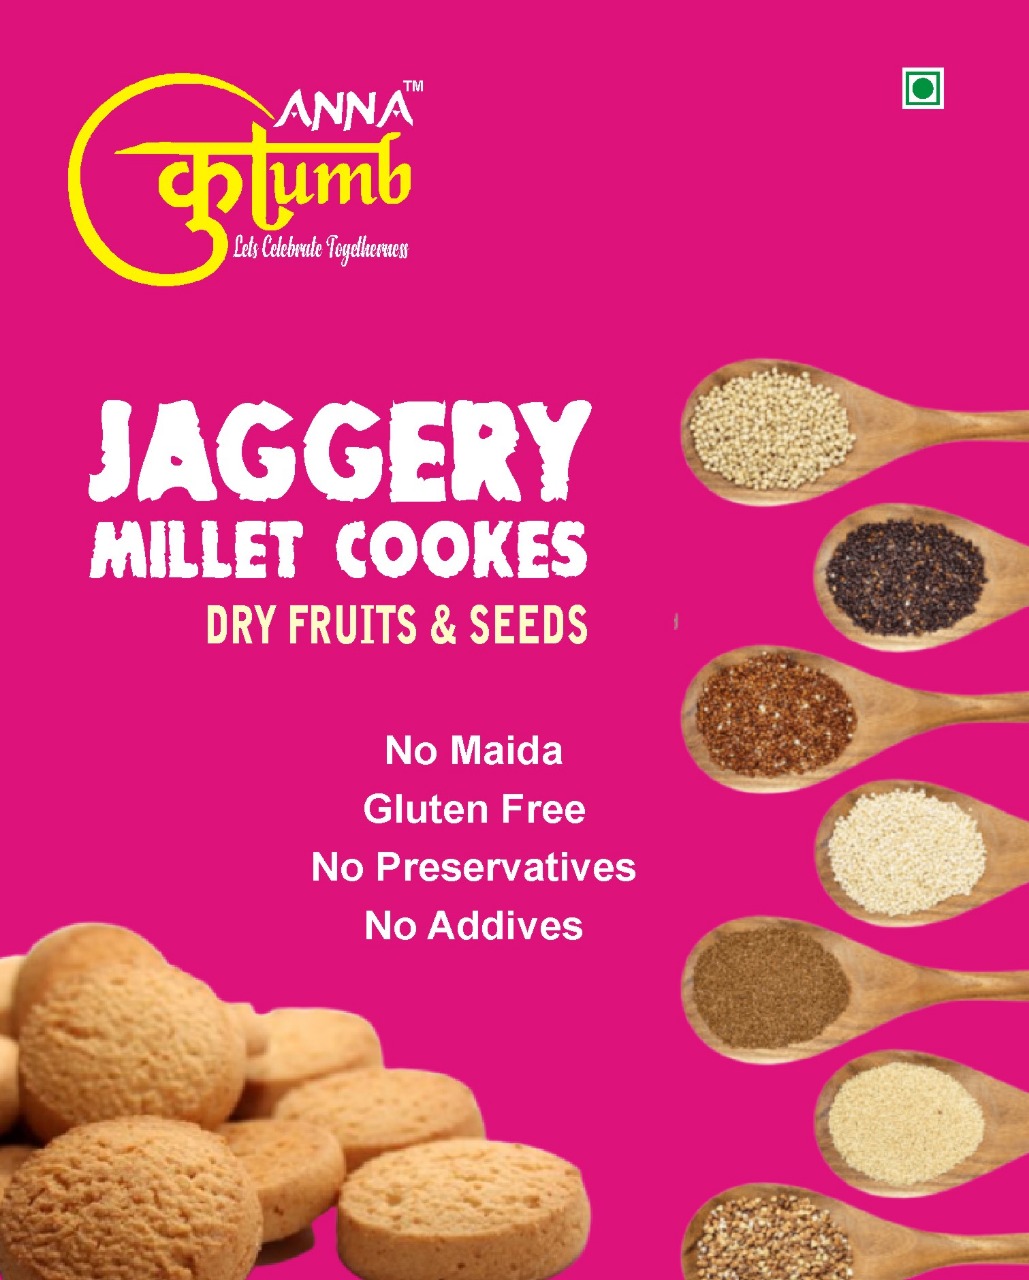 ANNA™
कुtumb
Lets Celebrate Togetherness
JAGGERY
MILLET COOKES
DRY FRUITS & SEEDS
No Maida
Gluten Free
No Preservatives
No Addives